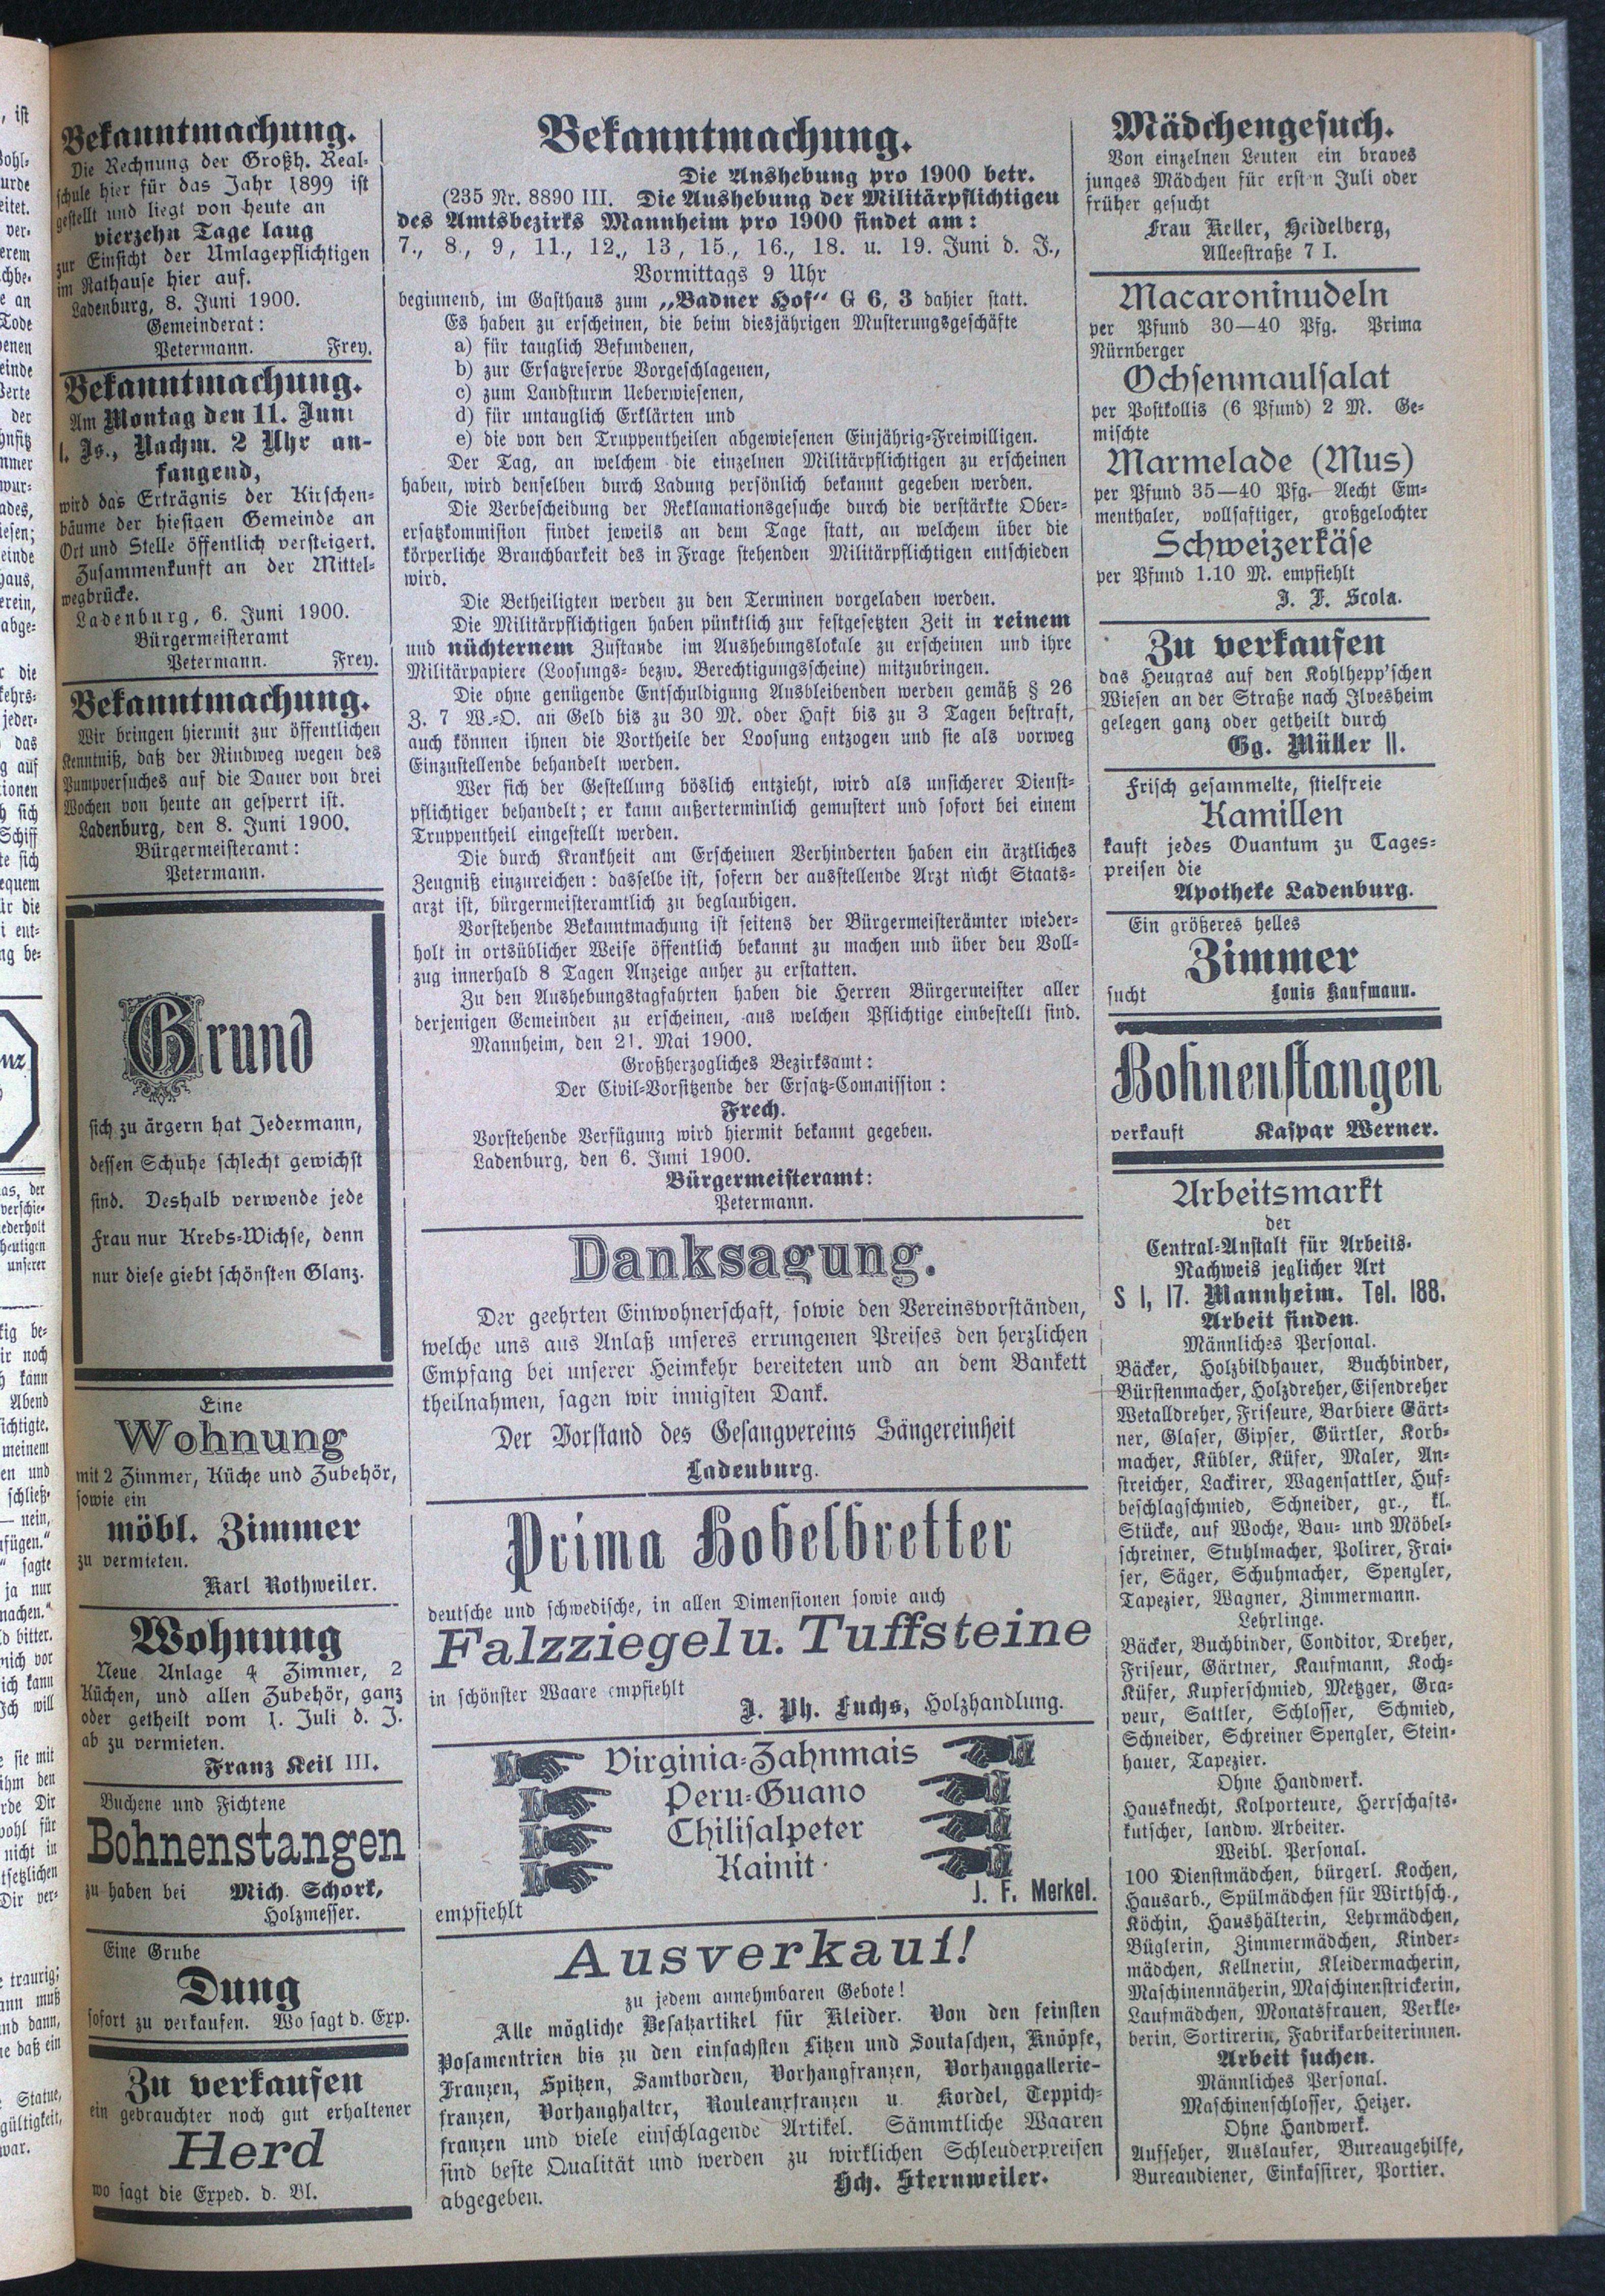 Bekanntmachung.
Die Rechnung der Großh. Real-
schule hier für das Jahr 1899 ist
gestellt und liegt von heute an
vierzehn Tage lang
zur Einsicht der Umlagepflichtigen
im Rathause hier auf.
Ladenburg, 8. Juni 1900.
Gemeinderat:
Petermann. Frey.
Bekanntmachung.
Am Montag den 11. Juni
l. Js., Nachm. 2 Uhr an-
fangend,
wird das Erträgnis der Kirschen-
bäume der hiesigen Gemeinde an
Ort und Stelle öffentlich versteigert.
Zusammenkunft an der Mittel-
wegbrücke.
Ladenburg, 6. Juni 1900.
Bürgermeisteramt
Petermann. Frey.
Bekanntmachung.
Wir bringen hiermit zur öffentlichen
Kenntniß, daß der Rindweg wegen des
Pumpversuches auf die Dauer von drei
Wochen von heute an gesperrt ist.
Ladenburg, den 8. Juni 1900.
Bürgermeisteramt:
Petermann.
Grund
sich zu ärgern hat Jedermann,
dessen Schuhe schlecht gewichst
sind. Deshalb verwende jede
Frau nur Krebs-Wichse, denn
nur diese giebt schönsten Glanz.
Eine
Wohnung
mit 2 Zimmer, Küche und Zubehör,
sowie ein
möbl. Zimmer
zu vermieten.
Karl Rothweiler.
Wohnung
Neue Anlage 4 Zimmer, 2
Küchen, und allen Zubehör, ganz
oder getheilt vom 1. Juli d. J.
ab zu vermieten.
Franz Keil III.
Buchene und Fichtene
Bohnenstangen
zu haben bei Mich. Schork,
Holzmesser.
Eine Grube
Dung
sofort zu verkaufen. Wo sagt d. Exp.
Zu verkaufen
ein gebrauchter noch gut erhaltener
Herd
wo sagt die Exped. d. Bl.
Bekanntmachung.
Die Aushebung pro 1900 betr.
(235 Nr. 8890 III. Die Aushebung der Militärpflichtigen
des Amtsbezirks Mannheim pro 1900 findet am:
7., 8., 9, 11., 12., 13, 15., 16., 18. u. 19. Juni d. J.,
Vormittags 9 Uhr
beginnend, im Gasthaus zum „Badner Hof“ G 6, 3 dahier statt.
Es haben zu erscheinen, die beim diesjährigen Musterungsgeschäfte
a) für tauglich Befundenen,
b) zur Ersatzreserve Vorgeschlagenen,
c) zum Landsturm Ueberwiesenen,
d) für untauglich Erklärten und
e) die von den Truppentheilen abgewiesenen Einjährig-Freiwilligen.
Der Tag, an welchem die einzelnen Militärpflichtigen zu erscheinen
haben, wird denselben durch Ladung persönlich bekannt gegeben werden.
Die Verbescheidung der Reklamationsgesuche durch die verstärkte Ober-
ersatzkommision findet jeweils an dem Tage statt, an welchem über die
körperliche Brauchbarkeit des in Frage stehenden Militärpflichtigen entschieden
wird.
Die Betheiligten werden zu den Terminen vorgeladen werden.
Die Militärpflichtigen haben pünktlich zur festgesetzten Zeit in reinem
und nüchternem Zustande im Aushebungslokale zu erscheinen und ihre
Militärpapiere (Loosungs- bezw. Berechtigungsscheine) mitzubringen.
Die ohne genügende Entschuldigung Ausbleibenden werden gemäß § 26
Z. 7 W.-O. an Geld bis zu 30 M. oder Haft bis zu 3 Tagen bestraft,
auch können ihnen die Vortheile der Loosung entzogen und sie als vorweg
Einzustellende behandelt werden.
Wer sich der Gestellung böslich entzieht, wird als unsicherer Dienst-
pflichtiger behandelt; er kann außerterminlich gemustert und sofort bei einem
Truppentheil eingestellt werden.
Die durch Krankheit am Erscheinen Verhinderten haben ein ärztliches
Zeugniß einzureichen: dasselbe ist, sofern der ausstellende Arzt nicht Staats-
arzt ist, bürgermeisteramtlich zu beglaubigen.
Vorstehende Bekanntmachung ist seitens der Bürgermeisterämter wieder-
holt in ortsüblicher Weise öffentlich bekannt zu machen und über den Voll-
zug innerhald 8 Tagen Anzeige anher zu erstatten.
Zu den Aushebungstagfahrten haben die Herren Bürgermeister aller
derjenigen Gemeinden zu erscheinen, aus welchen Pflichtige einbestellt sind.
Mannheim, den 21. Mai 1900.
Großherzogliches Bezirksamt:
Der Civil-Vorsitzende der Ersatz-Commission:
Frech.
Vorstehende Verfügung wird hiermit bekannt gegeben.
Ladenburg, den 6. Juni 1900.
Bürgermeisteramt:
Petermann.
Danksagung.
Der geehrten Einwohnerschaft, sowie den Vereinsvorständen,
welche uns aus Anlaß unseres errungenen Preises den herzlichen
Empfang bei unserer Heimkehr bereiteten und an dem Bankett
theilnahmen, sagen wir innigsten Dank.
Der Vorstand des Gesangvereins Sängereinheit
Ladenburg.
Prima Hobelbretter
deutsche und schwedische, in allen Dimensionen sowie auch
Falzziegel u. Tuffsteine
in schönster Waare empfiehlt
J. Ph. Fuchs, Holzhandlung.
Virginia-Zahnmais
Peru-Guano
Chilisalpeter
Kainit
J. F. Merkel.
empfiehlt
Ausverkauf!
zu jedem annehmbaren Gebote!
Alle mögliche Besatzartikel für Kleider. Von den feinsten
Posamentrien bis zu den einfachsten Litzen und Soutaschen, Knöpfe,
Franzen, Spitzen, Samtborden, Vorhangfranzen, Vorhanggallerie-
franzen, Vorhanghalter, Rouleauxfranzen u. Kordel, Teppich-
franzen und viele einschlagende Artikel. Sämmtliche Waaren
sind beste Qualität und werden zu wirklichen Schleuderpreisen
abgegeben.
Hch. Sternweiler.
Mädchengesuch.
Von einzelnen Leuten ein braves
junges Mädchen für ersten Juli oder
früher gesucht
Frau Keller, Heidelberg,
Alleestraße 7 I.
Macaroninudeln
per Pfund 30—40 Pfg. Prima
Nürnberger
Ochsenmaulsalat
per Postkollis (6 Pfund) 2 M. Ge-
mischte
Marmelade (Mus)
per Pfund 35—40 Pfg. Aecht Em-
menthaler, vollsaftiger, großgelochter
Schweizerkäse
per Pfund 1.10 M. empfiehlt
J. F. Scola.
Zu verkaufen
das Heugras auf den Kohlhepp'schen
Wiesen an der Straße nach Ilvesheim
gelegen ganz oder getheilt durch
Gg. Müller II.
Frisch gesammelte, stielfreie
Kamillen
kauft jedes Quantum zu Tages-
preisen die
Apotheke Ladenburg.
Ein größeres helles
Zimmer
sucht Louis Kaufmann.
Bohnenstangen
verkauft Kaspar Werner.
Arbeitsmarkt
der
Central-Anstalt für Arbeits-
Nachweis jeglicher Art
S 1, 17. Mannheim. Tel. 188.
Arbeit finden.
Männliches Personal.
Bäcker, Holzbildhauer, Buchbinder,
Bürstenmacher, Holzdreher, Eisendreher
Metalldreher, Friseure, Barbiere Gärt-
ner, Glaser, Gipser, Gürtler, Korb-
macher, Kübler, Küfer, Maler, An-
streicher, Lackirer, Wagensattler, Huf-
beschlagschmied, Schneider, gr., kl.
Stücke, auf Woche, Bau- und Möbel-
schreiner, Stuhlmacher, Polirer, Frai-
ser, Säger, Schuhmacher, Spengler,
Tapezier, Wagner, Zimmermann.
Lehrlinge.
Bäcker, Buchbinder, Conditor, Dreher,
Friseur, Gärtner, Kaufmann, Koch-
Küfer, Kupferschmied, Metzger, Gra-
veur, Sattler, Schlosser, Schmied,
Schneider, Schreiner Spengler, Stein-
hauer, Tapezier.
Ohne Handwerk.
Hausknecht, Kolporteure, Herrschafts-
kutscher, landw. Arbeiter.
Weibl. Personal.
100 Dienstmädchen, bürgerl. Kochen,
Hausarb., Spülmädchen für Wirthsch.,
Köchin, Haushälterin, Lehrmädchen,
Büglerin, Zimmermädchen, Kinder-
mädchen, Kellnerin, Kleidermacherin,
Maschinennäherin, Maschinenstrickerin,
Laufmädchen, Monatsfrauen, Verkle-
berin, Sortirerin, Fabrikarbeiterinnen.
Arbeit suchen.
Männliches Personal.
Maschinenschlosser, Heizer.
Ohne Handwerk.
Aufseher, Auslaufer, Bureaugehilfe,
Bureaudiener, Einkassirer, Portier.